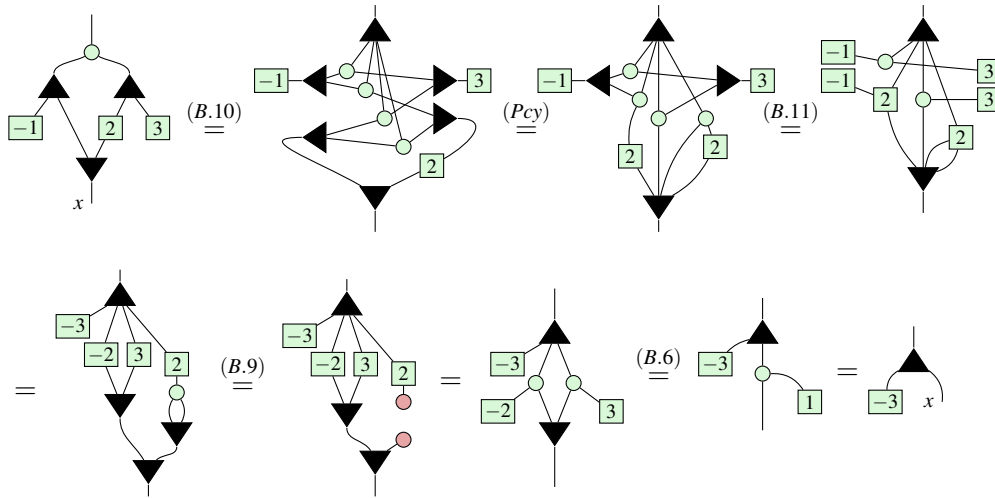 −1 2 3
x
(B.10)
=
−1 3
2
(Pcy)
=
−1 3
2 2
(B.11)
=
−1
3
−1 2 3
2
=
−3
−2 3 2
(B.9)
=
−3
−2 3 2
=
−3
−2 3
(B.6)
=
−3
1
=
−3 x